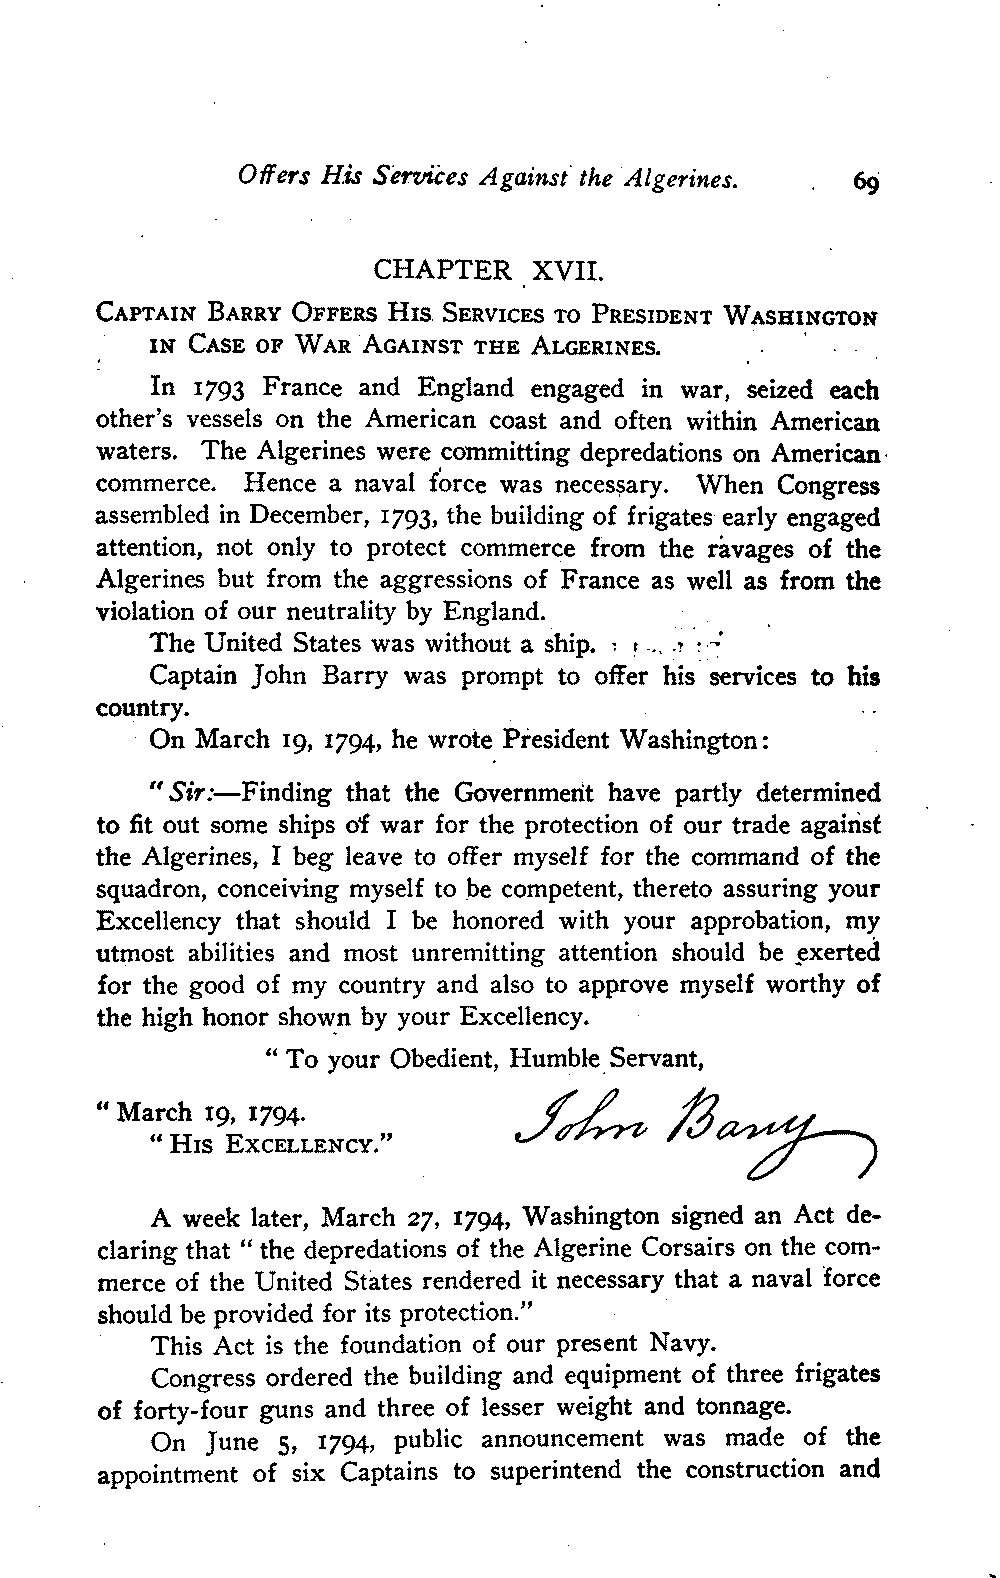 Offers His Services Against the Algerines. 69
CHAPTER XVII.
CAPTAIN BARRY OFFERS HIS SERVICES TO PRESIDENT WASHINGTON
IN CASE OF WAR AGAINST THE ALGERINES.
In 1793 France and England engaged in war, seized each
other's vessels on the American coast and often within American
waters. The Algerines were committing depredations on American
commerce. Hence a naval force was necessary. When Congress
assembled in December, 1793, the building of frigates early engaged
attention, not only to protect commerce from the ravages of the
Algerines but from the aggressions of France as well as from the
violation of our neutrality by England.
The United States was without a ship.
Captain John Barry was prompt to offer his services to his
country.
On March 19, 1794, he wrote President Washington:
"Sir:—Finding that the Government have partly determined
to fit out some ships of war for the protection of our trade against
the Algerines, I beg leave to offer myself for the command of the
squadron, conceiving myself to be competent, thereto assuring your
Excellency that should I be honored with your approbation, my
utmost abilities and most unremitting attention should be exerted
for the good of my country and also to approve myself worthy of
the high honor shown by your Excellency.
"To your Obedient, Humble Servant,
"March 19, 1794. John Barry
"HIS EXCELLENCY."
A week later, March 27, 1794, Washington signed an Act de-
claring that "the depredations of the Algerine Corsairs on the com-
merce of the United States rendered it necessary that a naval force
should be provided for its protection."
This Act is the foundation of our present Navy.
Congress ordered the building and equipment of three frigates
of forty-four guns and three of lesser weight and tonnage.
On June 5, 1794, public announcement was made of the
appointment of six Captains to superintend the construction and